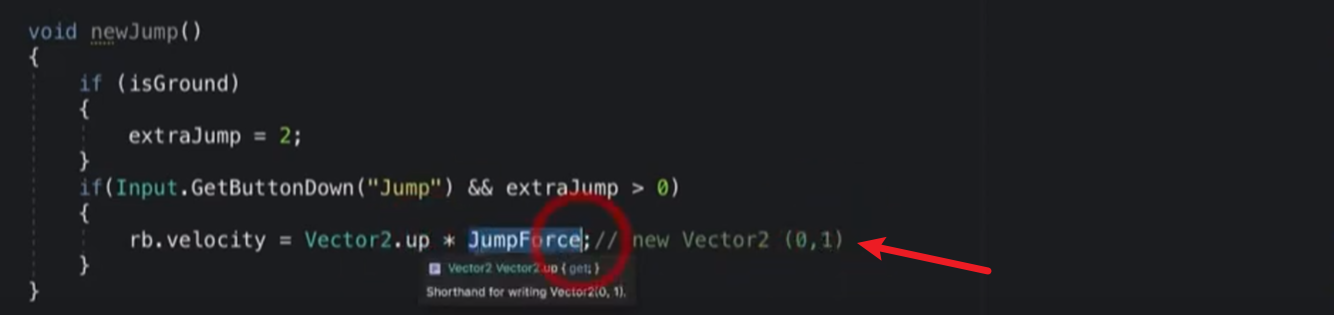 void newJump()
{
if (isGround)
{
extraJump = 2;
}
if(Input.GetButtonDown("Jump") && extraJump > 0)
{
rb.velocity = Vector2.up * JumpForce;// new Vector2 (0,1)
}
Vector2 Vector2.up { get; }
Shorthand for writing Vector2(0, 1).
}